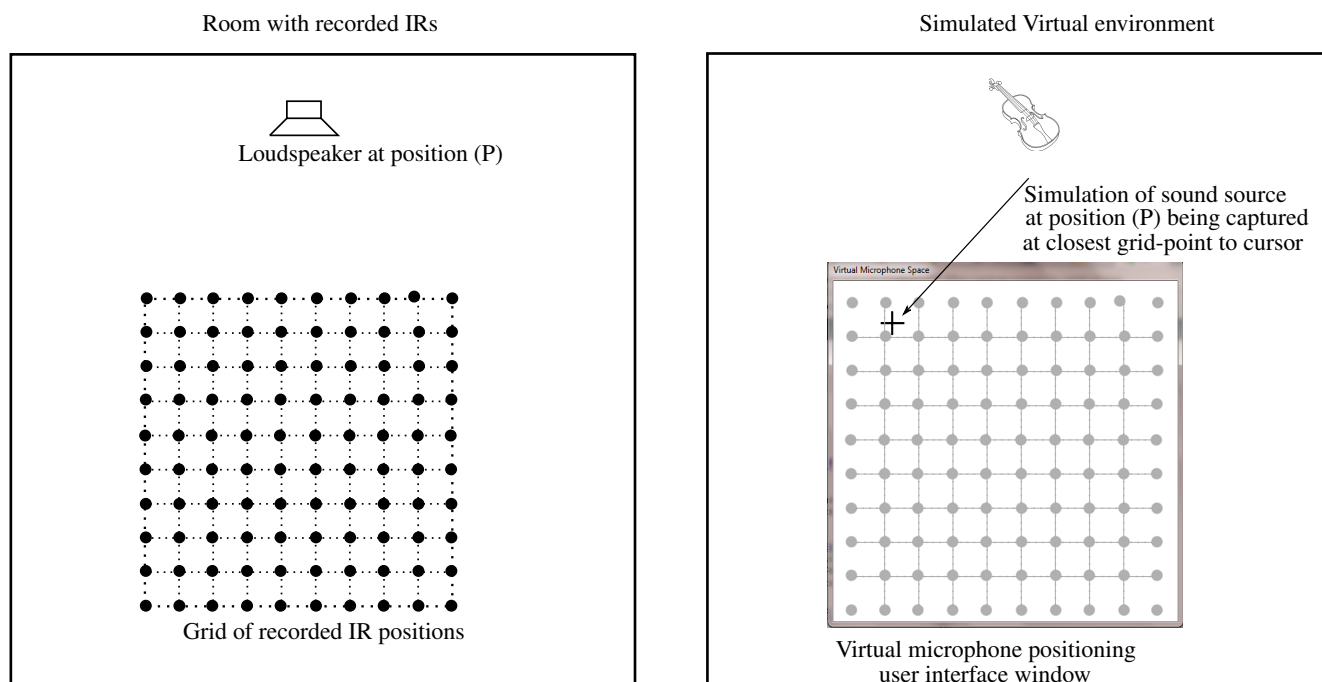 Room with recorded IRs
Loudspeaker at position (P)
Grid of recorded IR positions
Simulated Virtual environment
Simulation of sound source
at position (P) being captured
at closest grid-point to cursor
Virtual Microphone Space
Virtual microphone positioning
user interface window